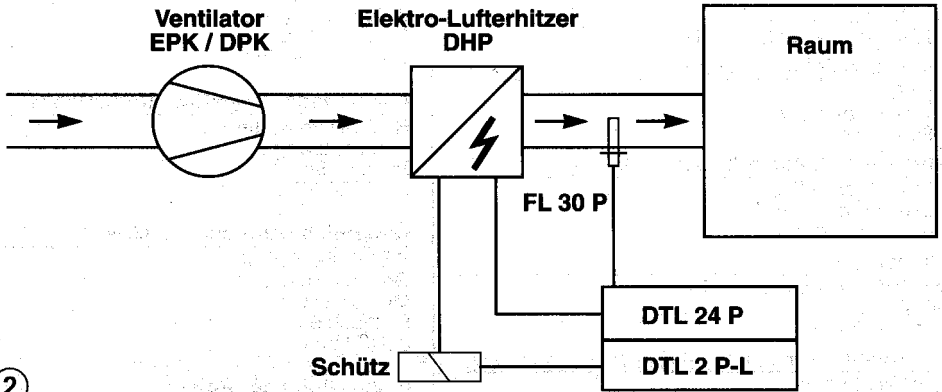 Ventilator
EPK / DPK
Elektro-Lufterhitzer
DHP
Raum
FL 30 P
DTL 24 P
DTL 2 P-L
Schütz
2